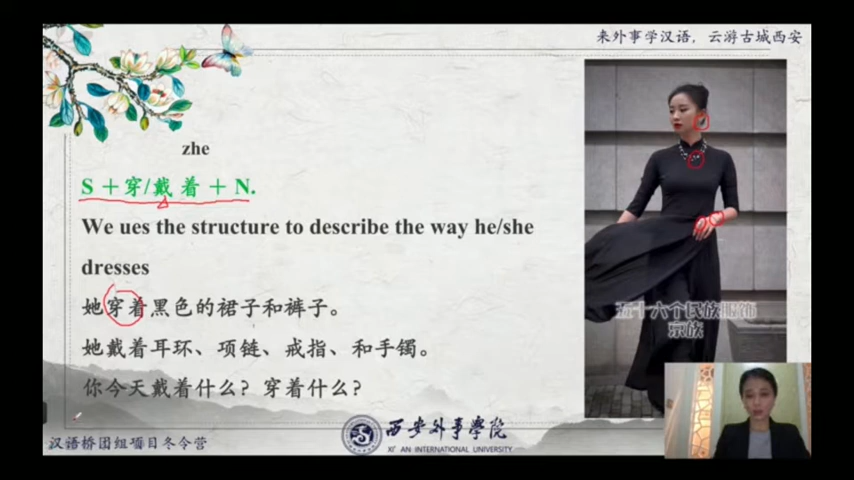 来外事学汉语，云游古城西安
zhe
S＋穿/戴 着＋N.
We ues the structure to describe the way he/she
dresses
她穿着黑色的裙子和裤子。
她戴着耳环、项链、戒指、和手镯。
你今天戴着什么？穿着什么？
五十六个民族服饰
京族
汉语桥团组项目冬令营
西安外事学院
XI' AN INTERNATIONAL UNIVERSITY